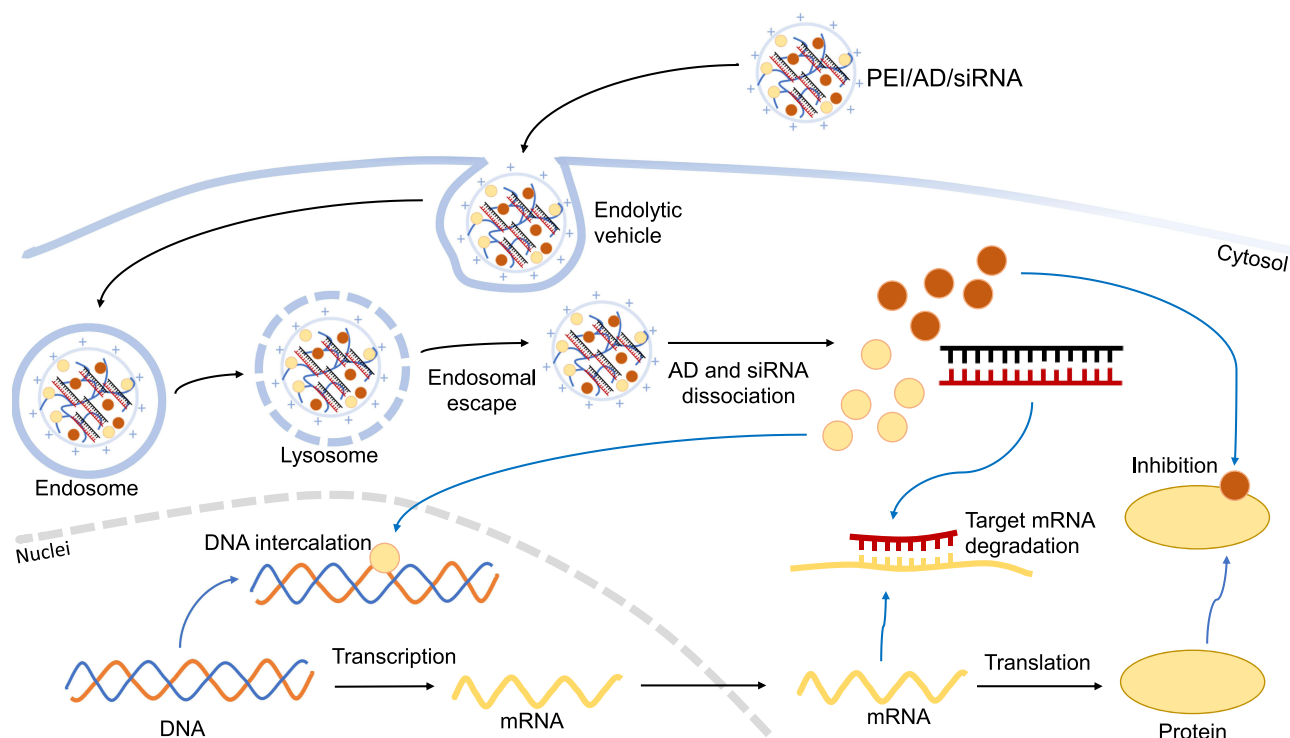 PEI/AD/siRNA
Endolytic
vehicle
Cytosol
Endosomal
escape
AD and siRNA
dissociation
Lysosome
Endosome
Inhibition
Nuclei
DNA intercalation
Target mRNA
degradation
Transcription
Translation
DNA
mRNA
mRNA
Protein